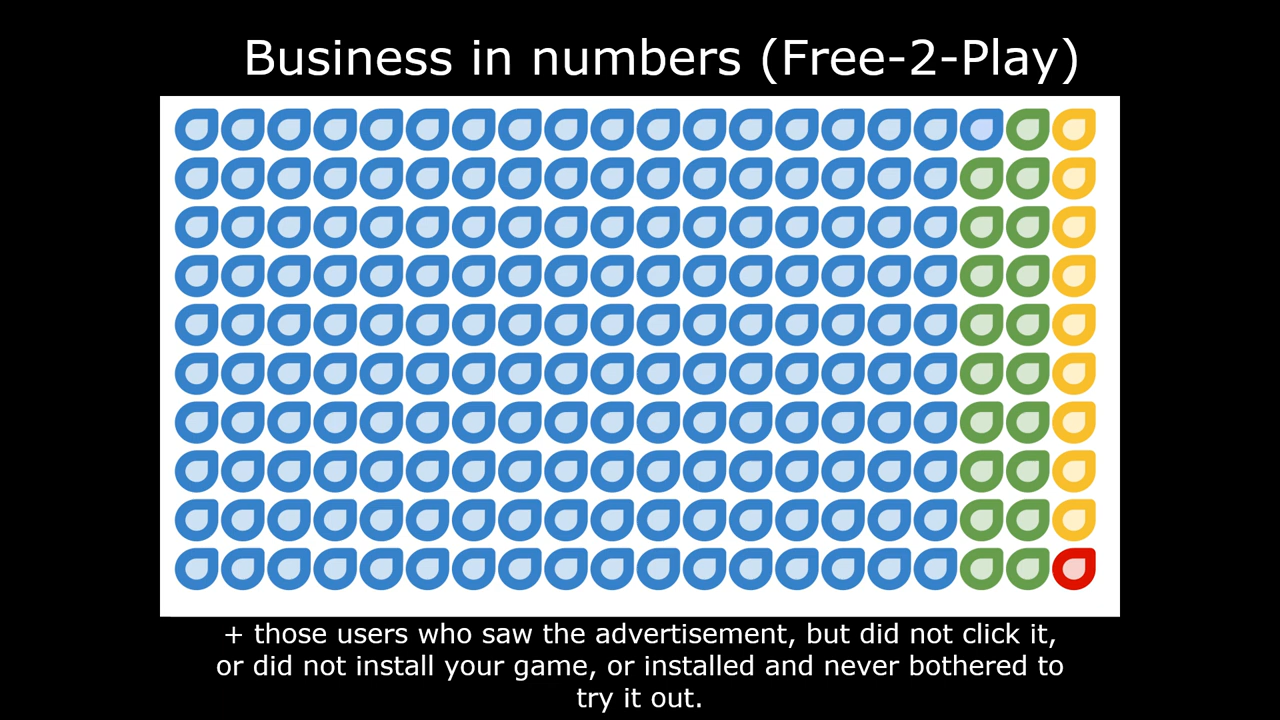 Business in numbers (Free-2-Play)
+ those users who saw the advertisement, but did not click it,
or did not install your game, or installed and never bothered to
try it out.